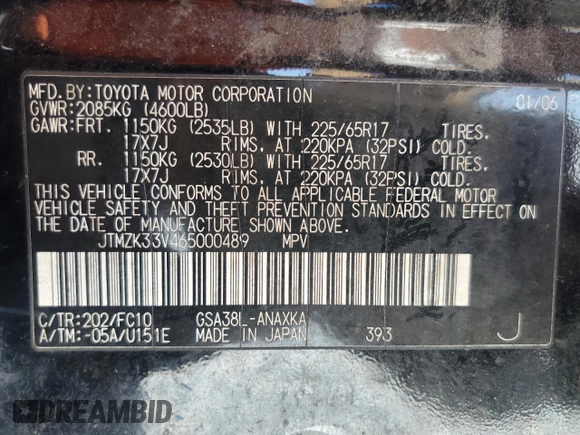 MFD.BY:TOYOTA MOTOR CORPORATION 01/06
GVWR:2085KG (4600LB)
GAWR:FRT. 1150KG (2535LB) WITH 225/65R17 TIRES.
17X7J RIMS. AT 220KPA (32PSI) COLD.
RR. 1150KG (2530LB) WITH 225/65R17 TIRES.
17X7J RIMS. AT 220KPA (32PSI) COLD.
THIS VEHICLE CONFORMS TO ALL APPLICABLE FEDERAL MOTOR
VEHICLE SAFETY AND THEFT PREVENTION STANDARDS IN EFFECT ON
THE DATE OF MANUFACTURE SHOWN ABOVE.
JTMZK33V465000489 MPV
C/TR:202/FC10 GSA38L-ANAXKA
A/TM:-05A/U151E MADE IN JAPAN 393 J
DREAMBID